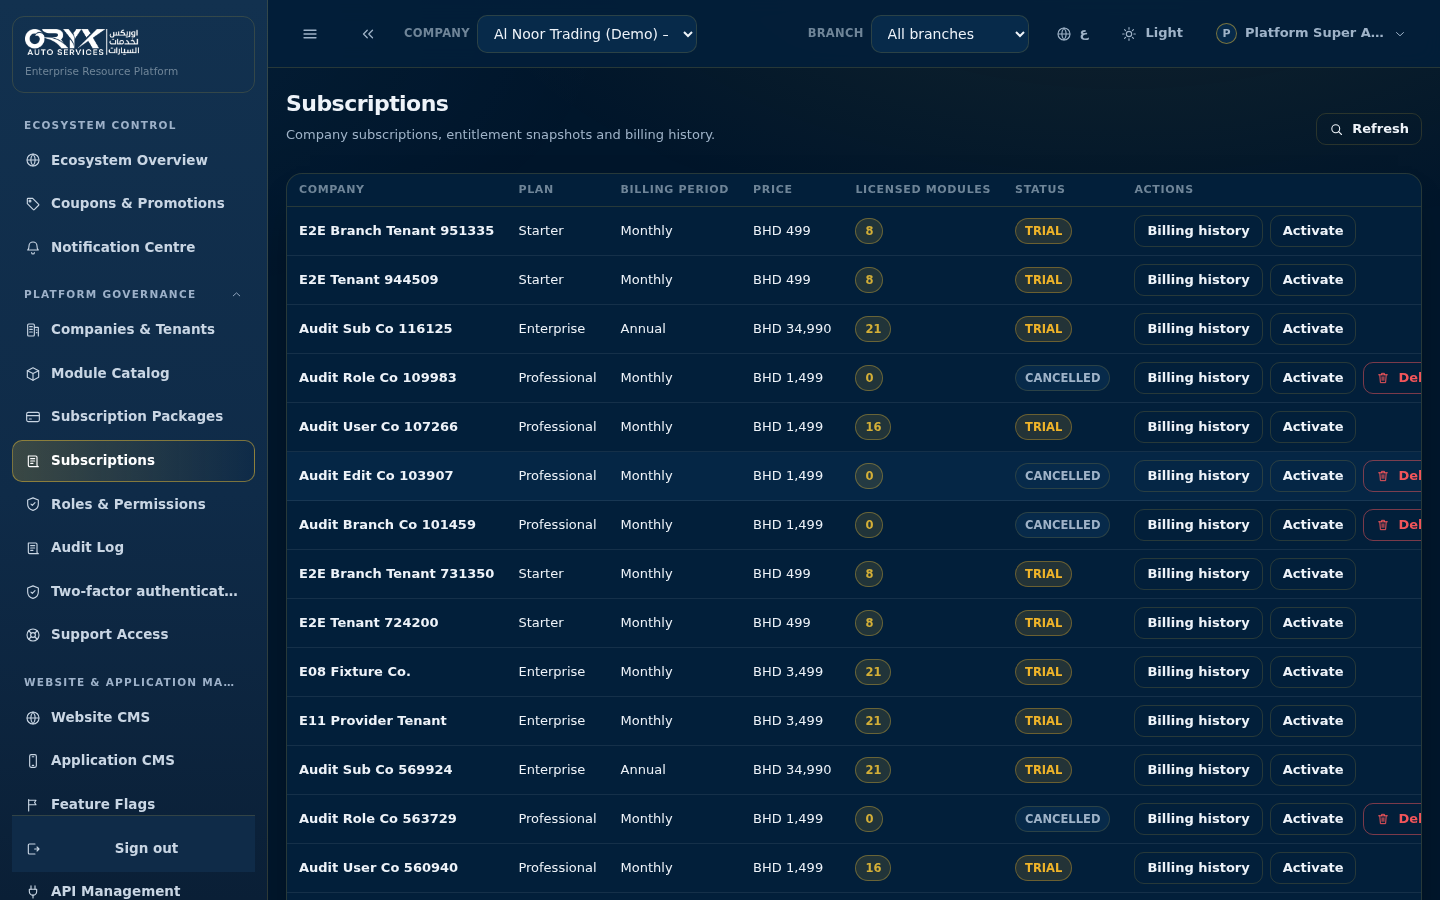 ORYX
AUTO SERVICES
اوريكس
لخدمات
السيارات
Enterprise Resource Platform
ECOSYSTEM CONTROL
Ecosystem Overview
Coupons & Promotions
Notification Centre
PLATFORM GOVERNANCE
Companies & Tenants
Module Catalog
Subscription Packages
Subscriptions
Roles & Permissions
Audit Log
Two-factor authenticat...
Support Access
WEBSITE & APPLICATION MA...
Website CMS
Application CMS
Feature Flags
Sign out
API Management
COMPANY Al Noor Trading (Demo) – BRANCH All branches ع Light P Platform Super A...
Subscriptions
Company subscriptions, entitlement snapshots and billing history.
Refresh
COMPANY PLAN BILLING PERIOD PRICE LICENSED MODULES STATUS ACTIONS
E2E Branch Tenant 951335 Starter Monthly BHD 499 8 TRIAL Billing history Activate
E2E Tenant 944509 Starter Monthly BHD 499 8 TRIAL Billing history Activate
Audit Sub Co 116125 Enterprise Annual BHD 34,990 21 TRIAL Billing history Activate
Audit Role Co 109983 Professional Monthly BHD 1,499 0 CANCELLED Billing history Activate Del
Audit User Co 107266 Professional Monthly BHD 1,499 16 TRIAL Billing history Activate
Audit Edit Co 103907 Professional Monthly BHD 1,499 0 CANCELLED Billing history Activate Del
Audit Branch Co 101459 Professional Monthly BHD 1,499 0 CANCELLED Billing history Activate Del
E2E Branch Tenant 731350 Starter Monthly BHD 499 8 TRIAL Billing history Activate
E2E Tenant 724200 Starter Monthly BHD 499 8 TRIAL Billing history Activate
E08 Fixture Co. Enterprise Monthly BHD 3,499 21 TRIAL Billing history Activate
E11 Provider Tenant Enterprise Monthly BHD 3,499 21 TRIAL Billing history Activate
Audit Sub Co 569924 Enterprise Annual BHD 34,990 21 TRIAL Billing history Activate
Audit Role Co 563729 Professional Monthly BHD 1,499 0 CANCELLED Billing history Activate Del
Audit User Co 560940 Professional Monthly BHD 1,499 16 TRIAL Billing history Activate